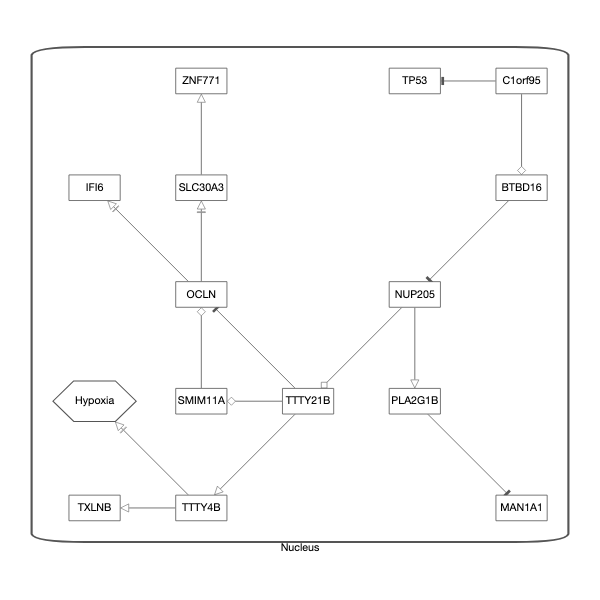 ZNF771
TP53
C1orf95
IFI6
SLC30A3
BTBD16
OCLN
NUP205
Hypoxia
SMIM11A
TTTY21B
PLA2G1B
TXLNB
TTTY4B
MAN1A1
Nucleus